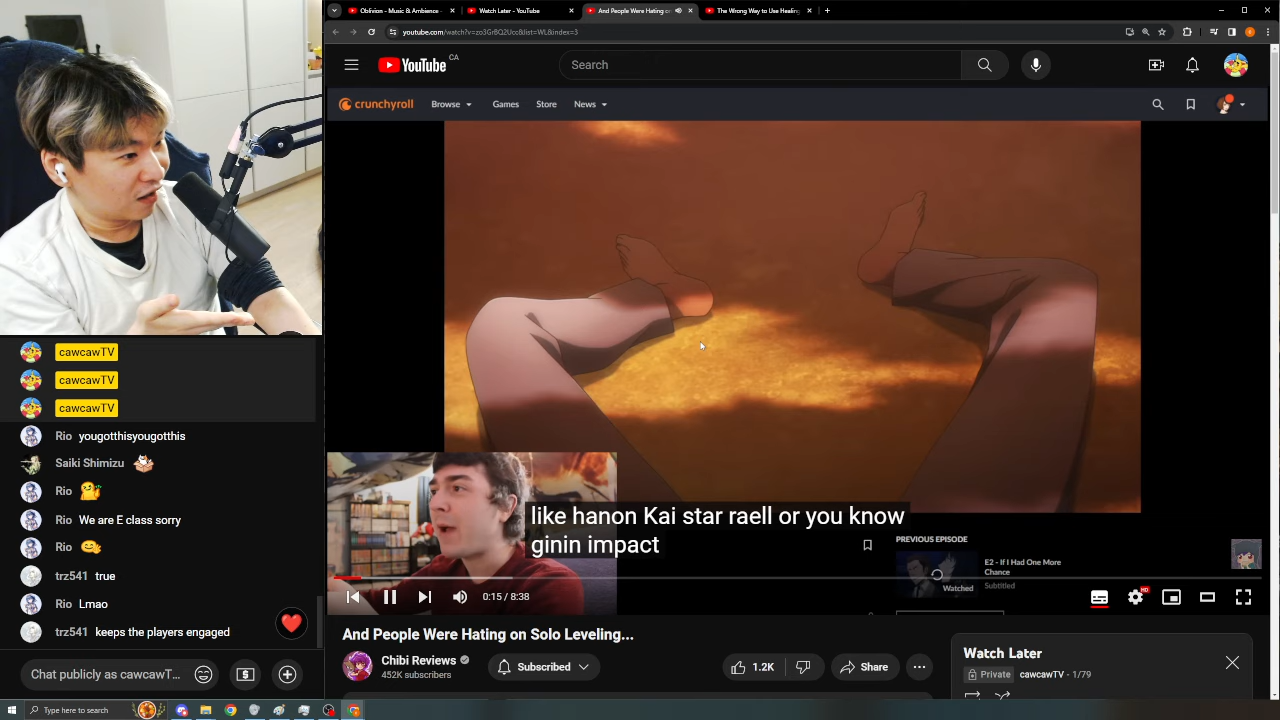 Oblivion - Music & Ambience -
Watch Later - YouTube
And People Were Hating on
The Wrong Way to Use Healing
youtube.com/watch?v=zo3GrBQ2Ucc&list=WL&index=3
YouTube CA
Search
crunchyroll
Browse
Games
Store
News
cawcawTV
cawcawTV
cawcawTV
Rio yougotthisyougotthis
Saiki Shimizu
Rio
Rio We are E class sorry
Rio
trz541 true
Rio Lmao
trz541 keeps the players engaged
Chat publicly as cawcawT...
like hanon Kai star raell or you know
ginin impact
PREVIOUS EPISODE
E2 - If I Had One More
Chance
Subtitled
Watched
0:15 / 8:38
HD
And People Were Hating on Solo Leveling...
Chibi Reviews
452K subscribers
Subscribed
1.2K
Share
Watch Later
Private
cawcawTV - 1/79
Type here to search